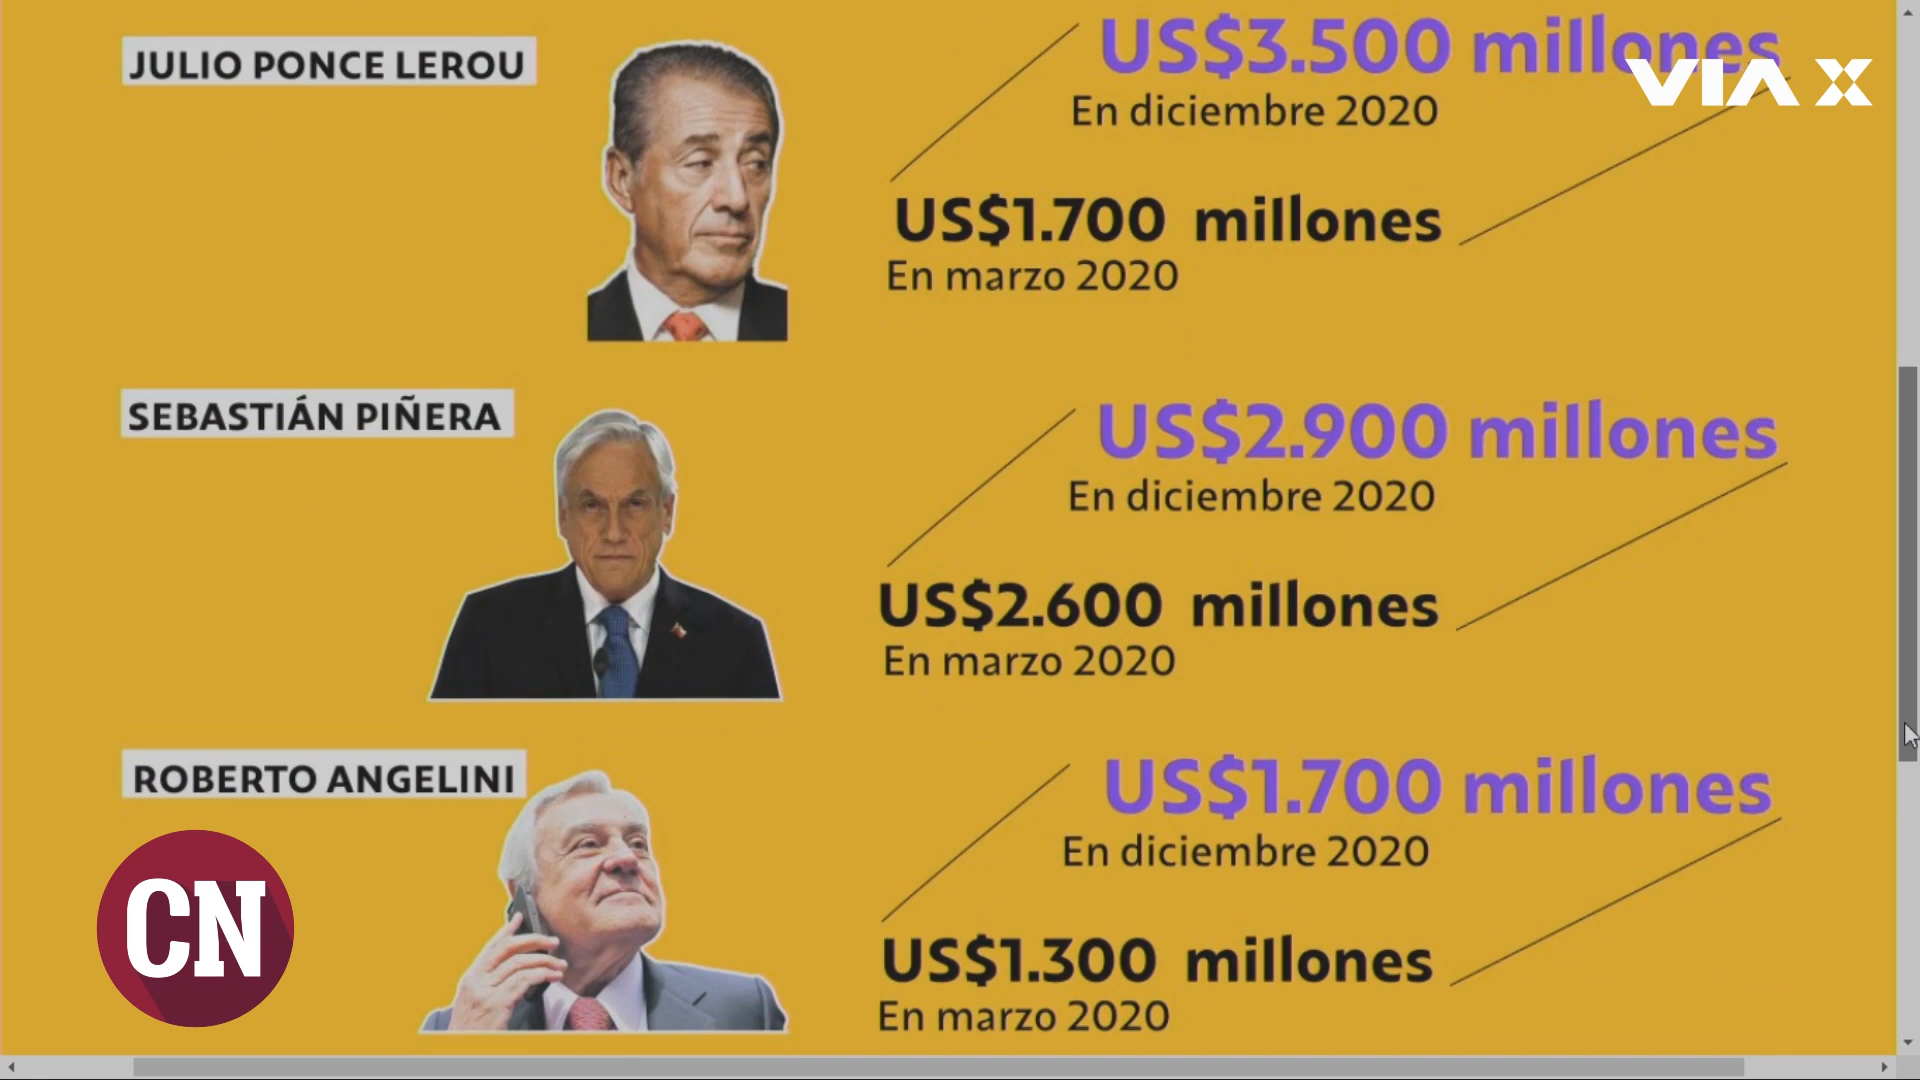 JULIO PONCE LEROU
US$3.500 millones
VIA X
En diciembre 2020
US$1.700 millones
En marzo 2020
SEBASTIÁN PIÑERA
US$2.900 millones
En diciembre 2020
US$2.600 millones
En marzo 2020
ROBERTO ANGELINI
US$1.700 millones
En diciembre 2020
US$1.300 millones
En marzo 2020
CN